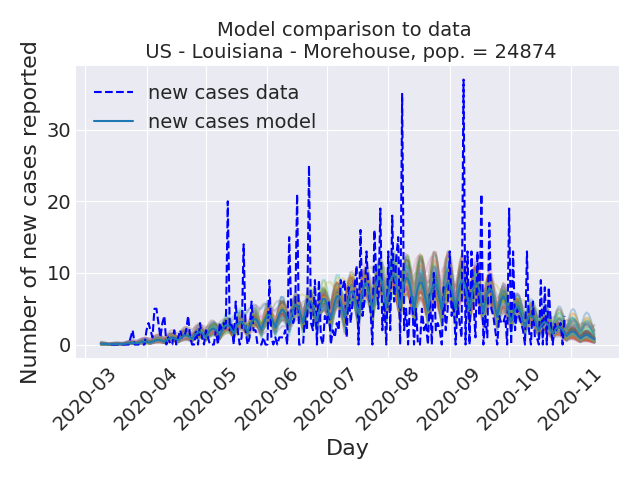 Model comparison to data
US - Louisiana - Morehouse, pop. = 24874
Number of new cases reported
new cases data
new cases model
30
20
10
0
2020-03
2020-04
2020-05
2020-06
2020-07
2020-08
2020-09
2020-10
2020-11
Day